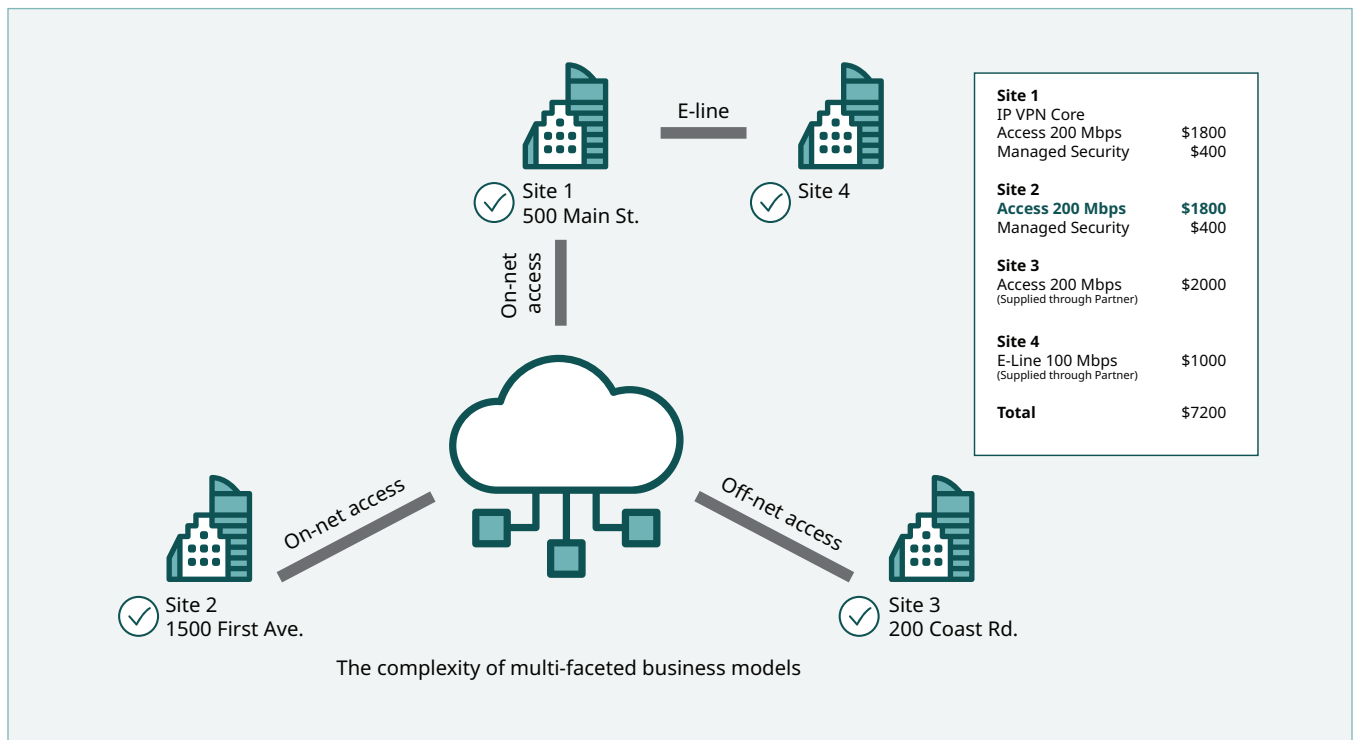 E-line
Site 1
500 Main St.
Site 4
On-net
access
On-net access
Off-net access
Site 2
1500 First Ave.
Site 3
200 Coast Rd.
The complexity of multi-faceted business models
Site 1
IP VPN Core
Access 200 Mbps $1800
Managed Security $400
Site 2
Access 200 Mbps $1800
Managed Security $400
Site 3
Access 200 Mbps $2000
(Supplied through Partner)
Site 4
E-Line 100 Mbps $1000
(Supplied through Partner)
Total $7200